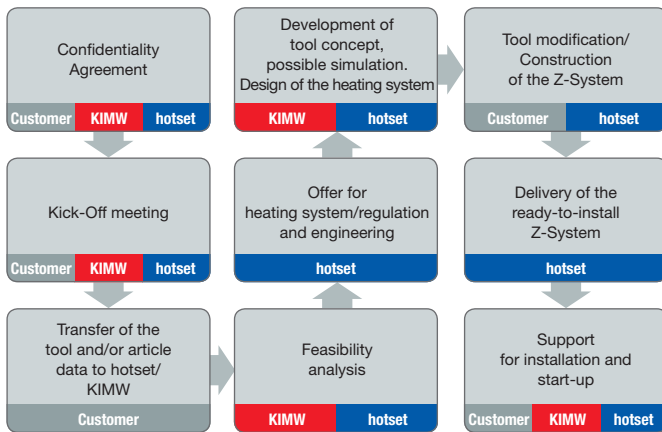 Confidentiality
Agreement
Customer KIMW hotset
Kick-Off meeting
Customer KIMW hotset
Transfer of the
tool and/or article
data to hotset/
KIMW
Customer
Feasibility
analysis
KIMW hotset
Offer for
heating system/regulation
and engineering
hotset
Development of
tool concept,
possible simulation.
Design of the heating system
KIMW hotset
Tool modification/
Construction
of the Z-System
Customer hotset
Delivery of the
ready-to-install
Z-System
hotset
Support
for installation and
start-up
Customer KIMW hotset